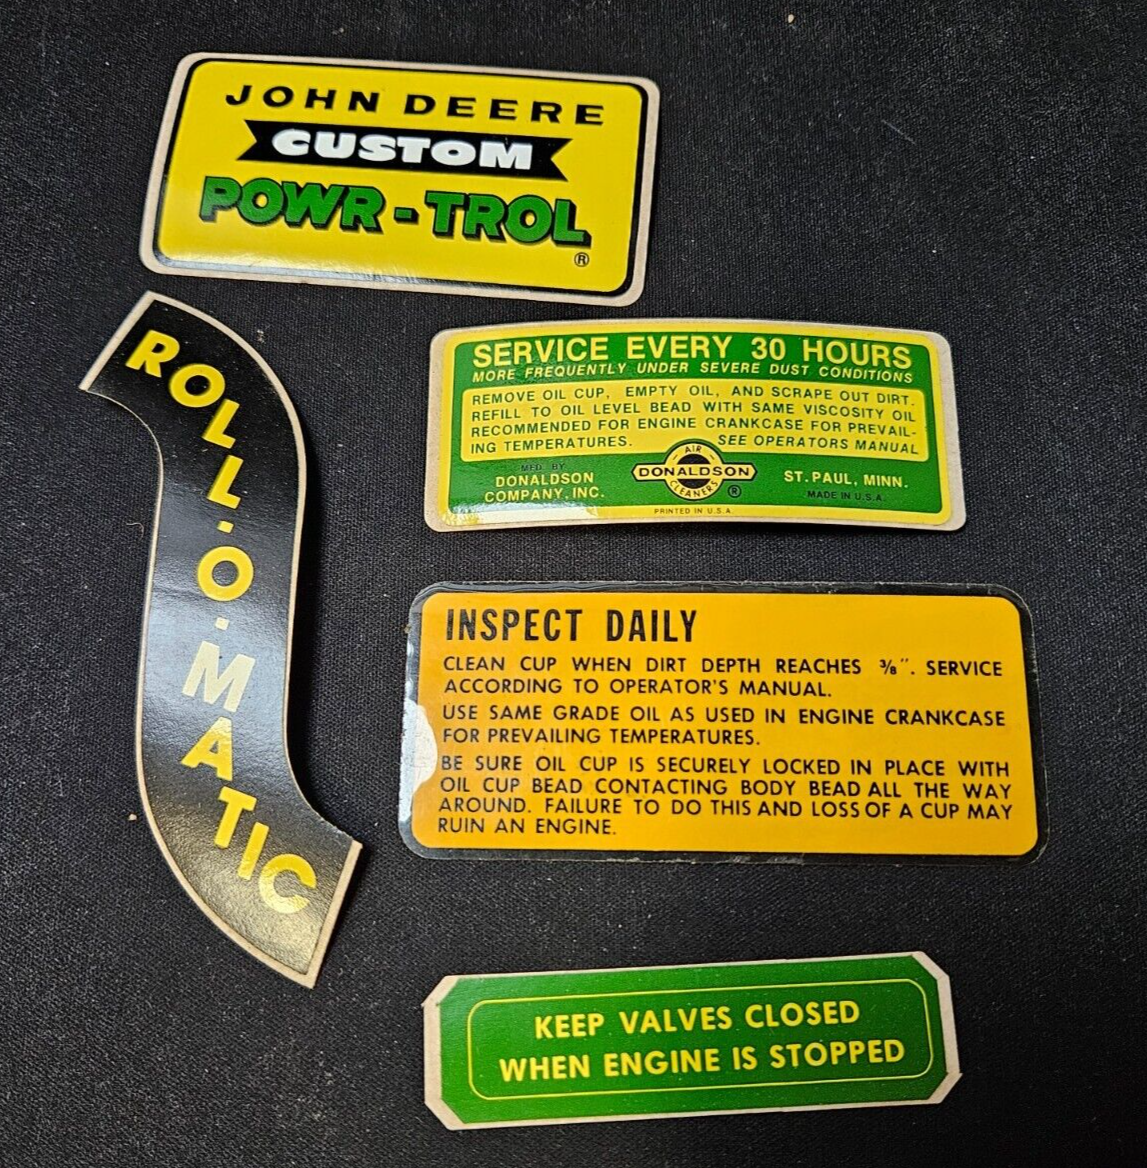 JOHN DEERE
CUSTOM
POWR-TROL
®
ROLL-O-MATIC
SERVICE EVERY 30 HOURS
MORE FREQUENTLY UNDER SEVERE DUST CONDITIONS
REMOVE OIL CUP, EMPTY OIL, AND SCRAPE OUT DIRT.
REFILL TO OIL LEVEL BEAD WITH SAME VISCOSITY OIL
RECOMMENDED FOR ENGINE CRANKCASE FOR PREVAIL-
ING TEMPERATURES. SEE OPERATORS MANUAL
MFD. BY
DONALDSON
COMPANY, INC.
AIR
DONALDSON
CLEANERS ®
ST. PAUL, MINN.
MADE IN U.S.A.
PRINTED IN U.S.A.
INSPECT DAILY
CLEAN CUP WHEN DIRT DEPTH REACHES ⅜". SERVICE
ACCORDING TO OPERATOR'S MANUAL.
USE SAME GRADE OIL AS USED IN ENGINE CRANKCASE
FOR PREVAILING TEMPERATURES.
BE SURE OIL CUP IS SECURELY LOCKED IN PLACE WITH
OIL CUP BEAD CONTACTING BODY BEAD ALL THE WAY
AROUND. FAILURE TO DO THIS AND LOSS OF A CUP MAY
RUIN AN ENGINE.
KEEP VALVES CLOSED
WHEN ENGINE IS STOPPED